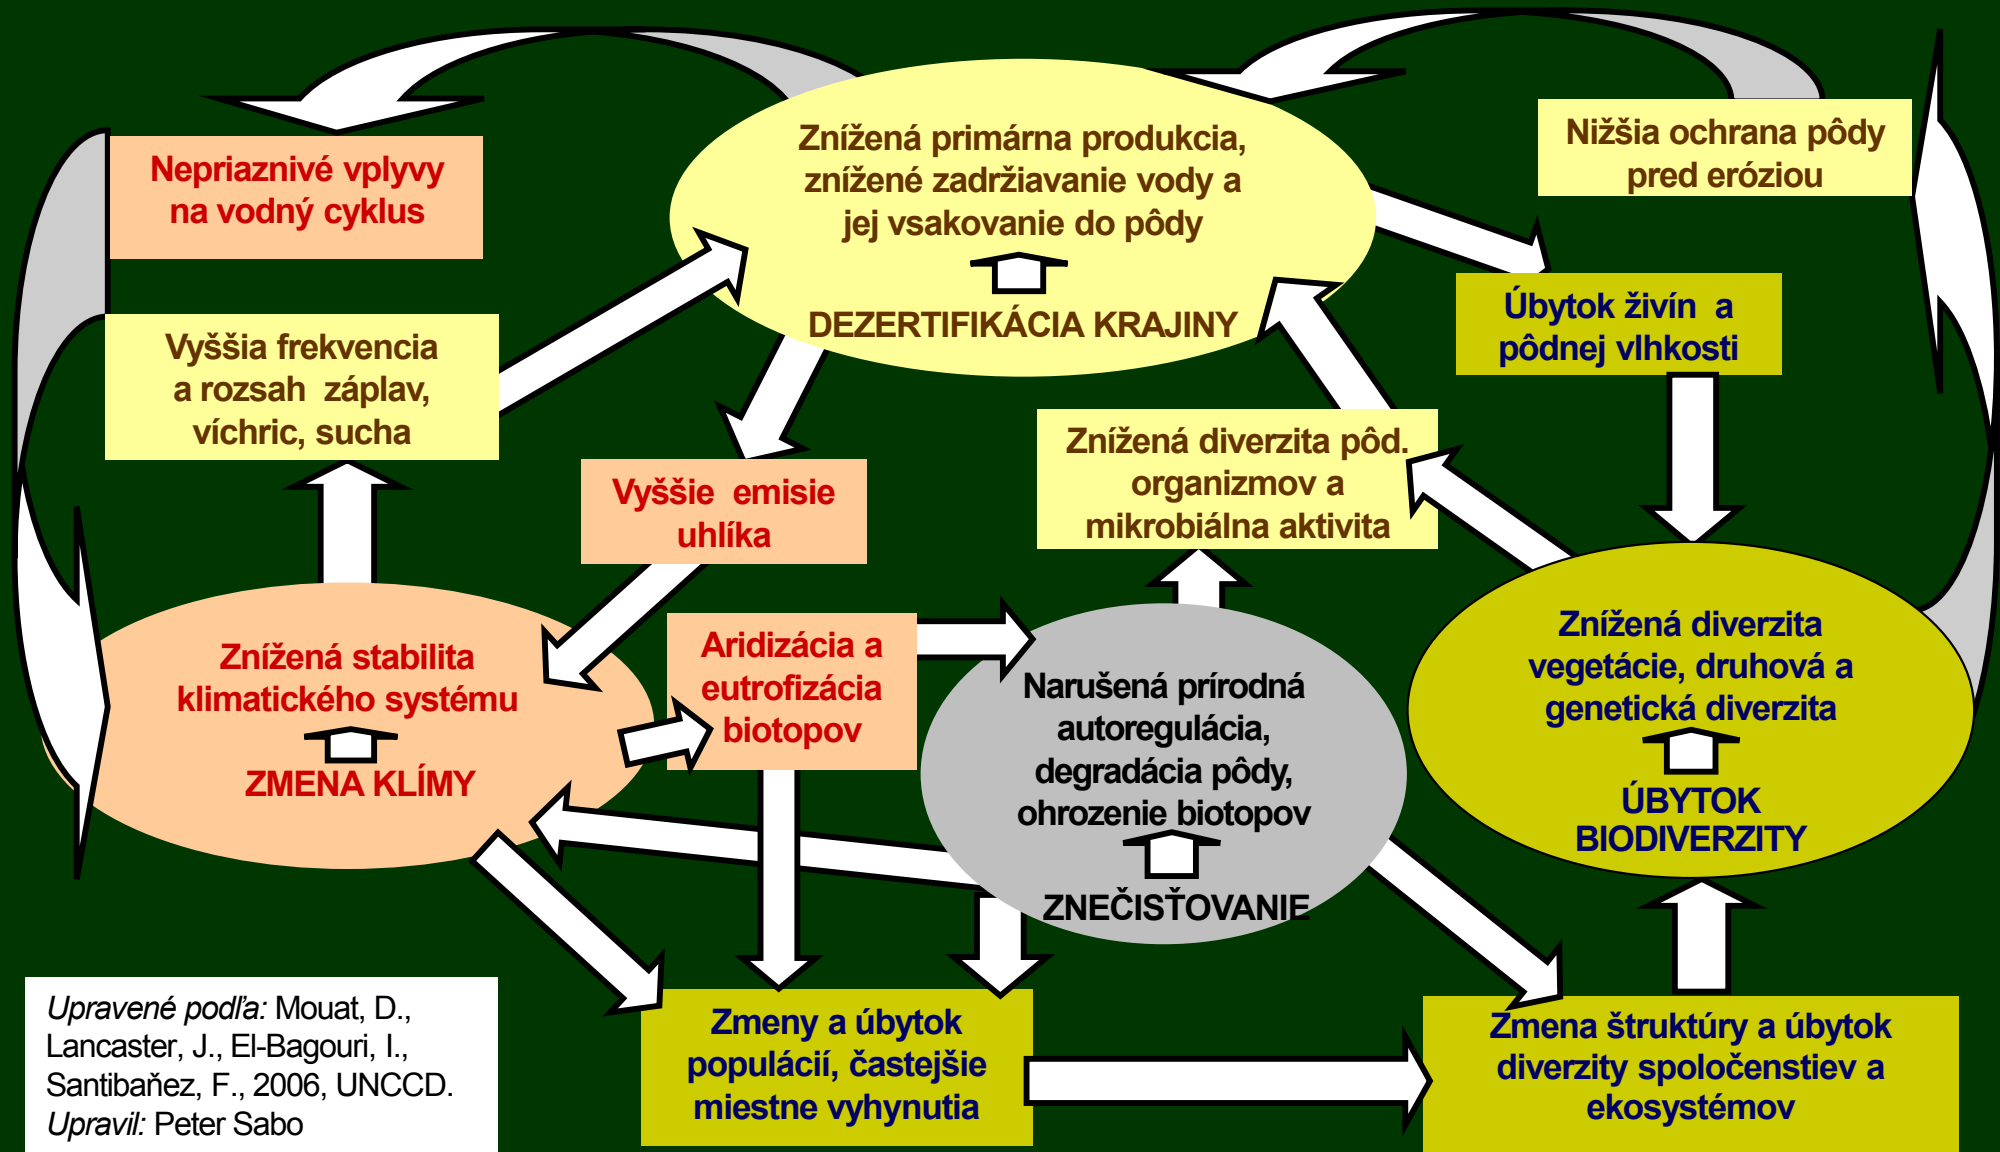 Znížená primárna produkcia,
znížené zadržiavanie vody a
jej vsakovanie do pôdy
DEZERTIFIKÁCIA KRAJINY
Nižšia ochrana pôdy
pred eróziou
Nepriaznivé vplyvy
na vodný cyklus
Úbytok živín a
pôdnej vlhkosti
Vyššia frekvencia
a rozsah záplav,
víchric, sucha
Znížená diverzita pôd.
organizmov a
mikrobiálna aktivita
Vyššie emisie
uhlíka
Znížená stabilita
klimatického systému
ZMENA KLÍMY
Aridizácia a
eutrofizácia
biotopov
Narušená prírodná
autoregulácia,
degradácia pôdy,
ohrozenie biotopov
ZNEČISŤOVANIE
Znížená diverzita
vegetácie, druhová a
genetická diverzita
ÚBYTOK
BIODIVERZITY
Upravené podľa: Mouat, D.,
Lancaster, J., El-Bagouri, I.,
Santibaňez, F., 2006, UNCCD.
Upravil: Peter Sabo
Zmeny a úbytok
populácií, častejšie
miestne vyhynutia
Zmena štruktúry a úbytok
diverzity spoločenstiev a
ekosystémov